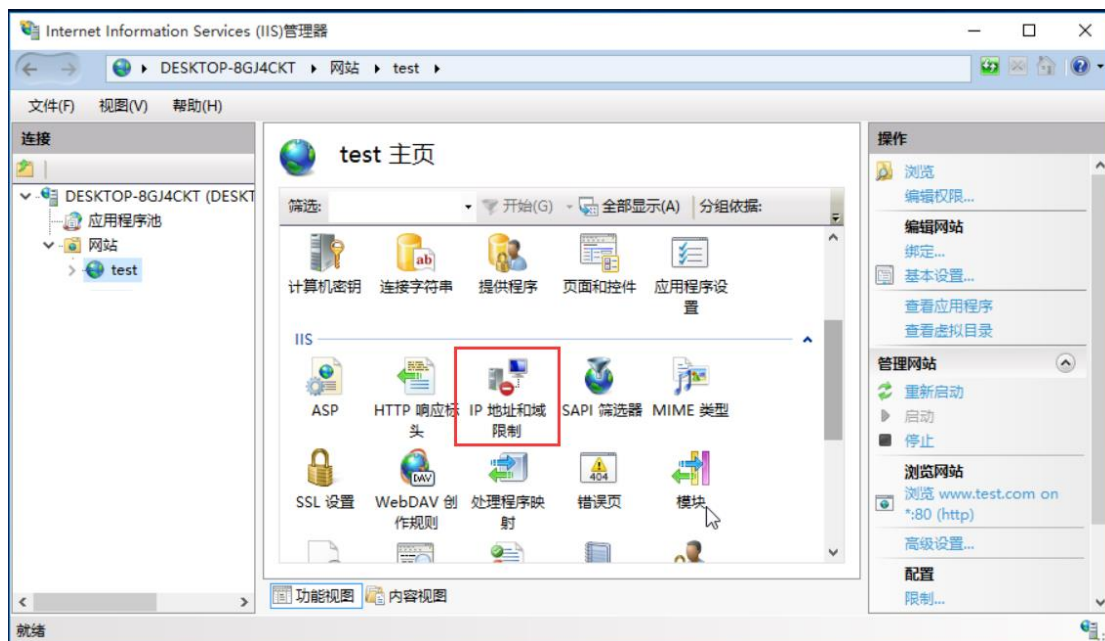 Internet Information Services (IIS)管理器
DESKTOP-8GJ4CKT 网站 test
文件(F) 视图(V) 帮助(H)
连接
DESKTOP-8GJ4CKT (DESKT
应用程序池
网站
test
就绪
test 主页
筛选: 开始(G) 全部显示(A) 分组依据:
ab
计算机密钥 连接字符串 提供程序 页面和控件 应用程序设
置
IIS
ASP HTTP 响应标 IP 地址和域 ISAPI 筛选器 MIME 类型
头 限制
DAV 404
SSL 设置 WebDAV 创 处理程序映 错误页 模块
作规则 射
功能视图 内容视图
操作
浏览
编辑权限...
编辑网站
绑定...
基本设置...
查看应用程序
查看虚拟目录
管理网站
重新启动
启动
停止
浏览网站
浏览 www.test.com on
*:80 (http)
高级设置...
配置
限制...